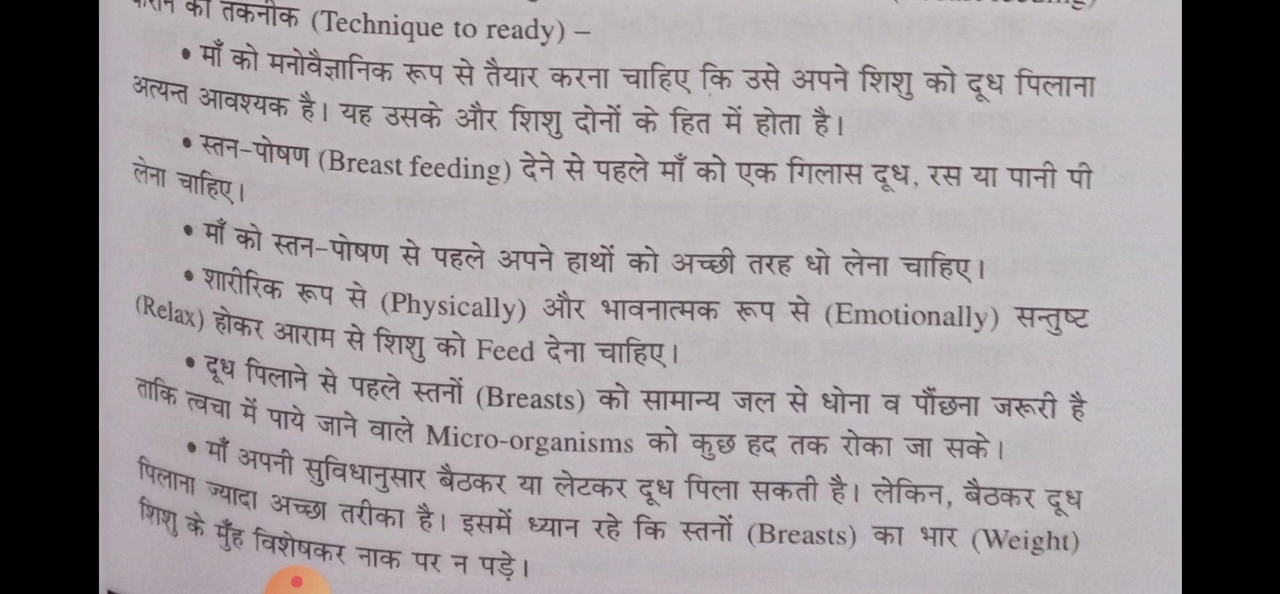 की तकनीक (Technique to ready) –
• माँ को मनोवैज्ञानिक रूप से तैयार करना चाहिए कि उसे अपने शिशु को दूध पिलाना
अत्यन्त आवश्यक है। यह उसके और शिशु दोनों के हित में होता है।
• स्तन-पोषण (Breast feeding) देने से पहले माँ को एक गिलास दूध, रस या पानी पी
लेना चाहिए।
• माँ को स्तन-पोषण से पहले अपने हाथों को अच्छी तरह धो लेना चाहिए।
• शारीरिक रूप से (Physically) और भावनात्मक रूप से (Emotionally) सन्तुष्ट
(Relax) होकर आराम से शिशु को Feed देना चाहिए।
• दूध पिलाने से पहले स्तनों (Breasts) को सामान्य जल से धोना व पौंछना जरूरी है
ताकि त्वचा में पाये जाने वाले Micro-organisms को कुछ हद तक रोका जा सके।
• माँ अपनी सुविधानुसार बैठकर या लेटकर दूध पिला सकती है। लेकिन, बैठकर दूध
पिलाना ज्यादा अच्छा तरीका है। इसमें ध्यान रहे कि स्तनों (Breasts) का भार (Weight)
शिशु के मुँह विशेषकर नाक पर न पड़े।